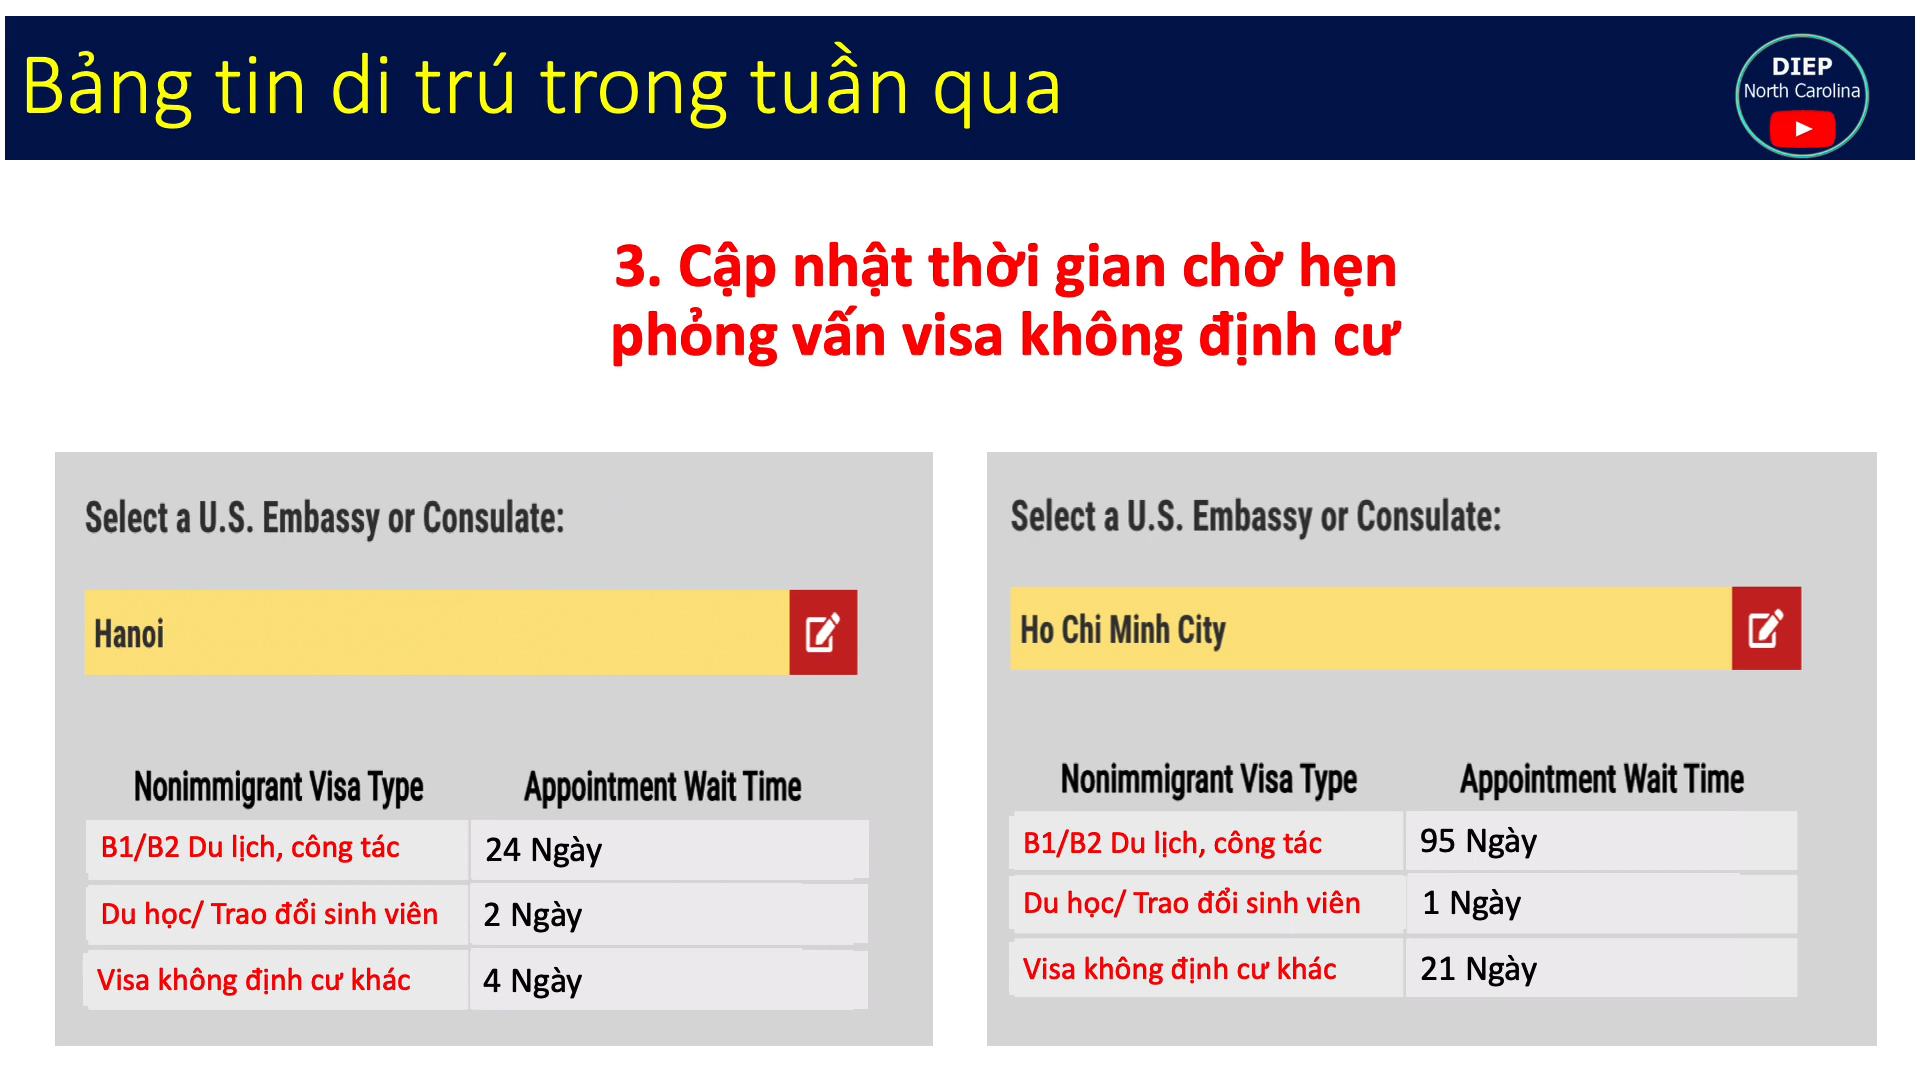 Bảng tin di trú trong tuần qua
DIEP
North Carolina
3. Cập nhật thời gian chờ hẹn
phỏng vấn visa không định cư
Select a U.S. Embassy or Consulate:
Hanoi
Nonimmigrant Visa Type Appointment Wait Time
B1/B2 Du lịch, công tác 24 Ngày
Du học/ Trao đổi sinh viên 2 Ngày
Visa không định cư khác 4 Ngày
Select a U.S. Embassy or Consulate:
Ho Chi Minh City
Nonimmigrant Visa Type Appointment Wait Time
B1/B2 Du lịch, công tác 95 Ngày
Du học/ Trao đổi sinh viên 1 Ngày
Visa không định cư khác 21 Ngày